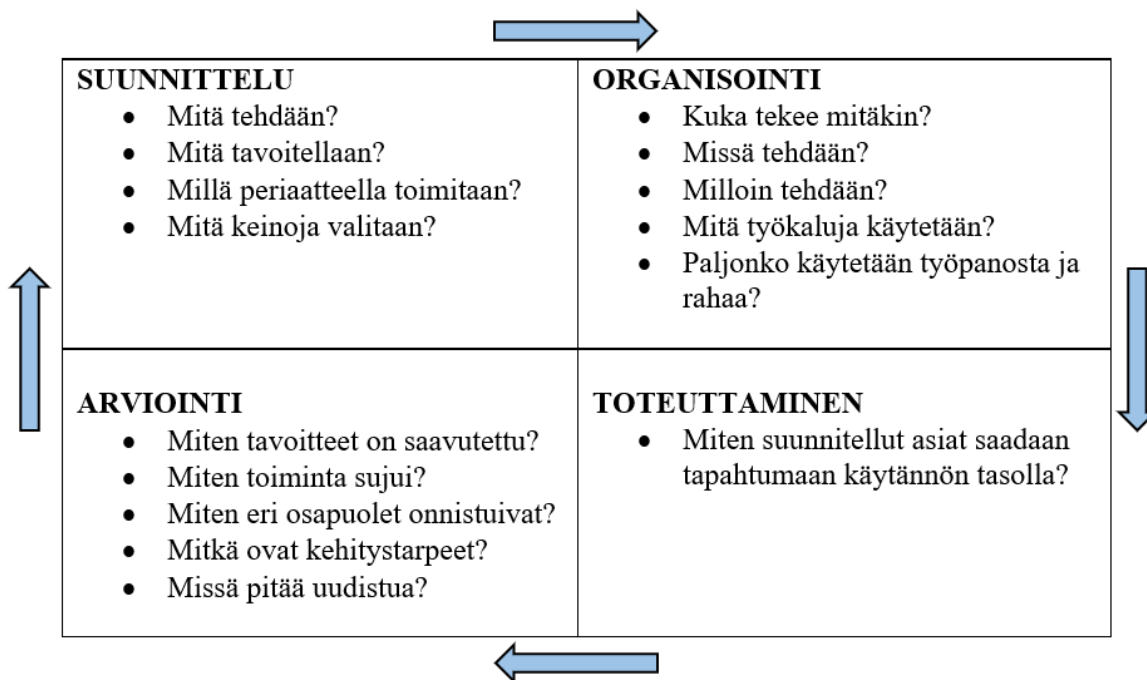 SUUNNITTELU
• Mitä tehdään?
• Mitä tavoitellaan?
• Millä periaatteella toimitaan?
• Mitä keinoja valitaan?
ORGANISOINTI
• Kuka tekee mitäkin?
• Missä tehdään?
• Milloin tehdään?
• Mitä työkaluja käytetään?
• Paljonko käytetään työpanosta ja
rahaa?
ARVIOINTI
• Miten tavoitteet on saavutettu?
• Miten toiminta sujui?
• Miten eri osapuolet onnistuivat?
• Mitkä ovat kehitystarpeet?
• Missä pitää uudistua?
TOTEUTTAMINEN
• Miten suunnitellut asiat saadaan
tapahtumaan käytännön tasolla?